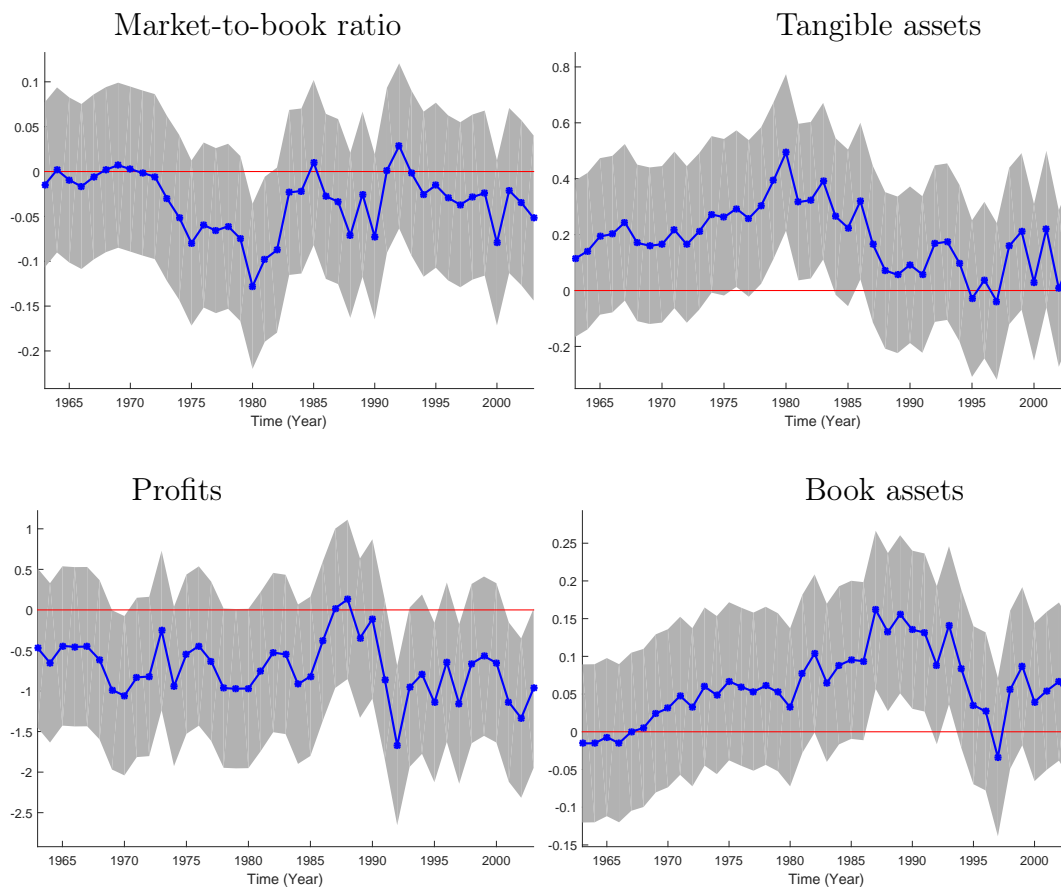 Market-to-book ratio
0.1
0.05
0
-0.05
-0.1
-0.15
-0.2
1965 1970 1975 1980 1985 1990 1995 2000
Time (Year)
Tangible assets
0.8
0.6
0.4
0.2
0
-0.2
1965 1970 1975 1980 1985 1990 1995 2000
Time (Year)
Profits
1
0.5
0
-0.5
-1
-1.5
-2
-2.5
1965 1970 1975 1980 1985 1990 1995 2000
Time (Year)
Book assets
0.25
0.2
0.15
0.1
0.05
0
-0.05
-0.1
-0.15
1965 1970 1975 1980 1985 1990 1995 2000
Time (Year)